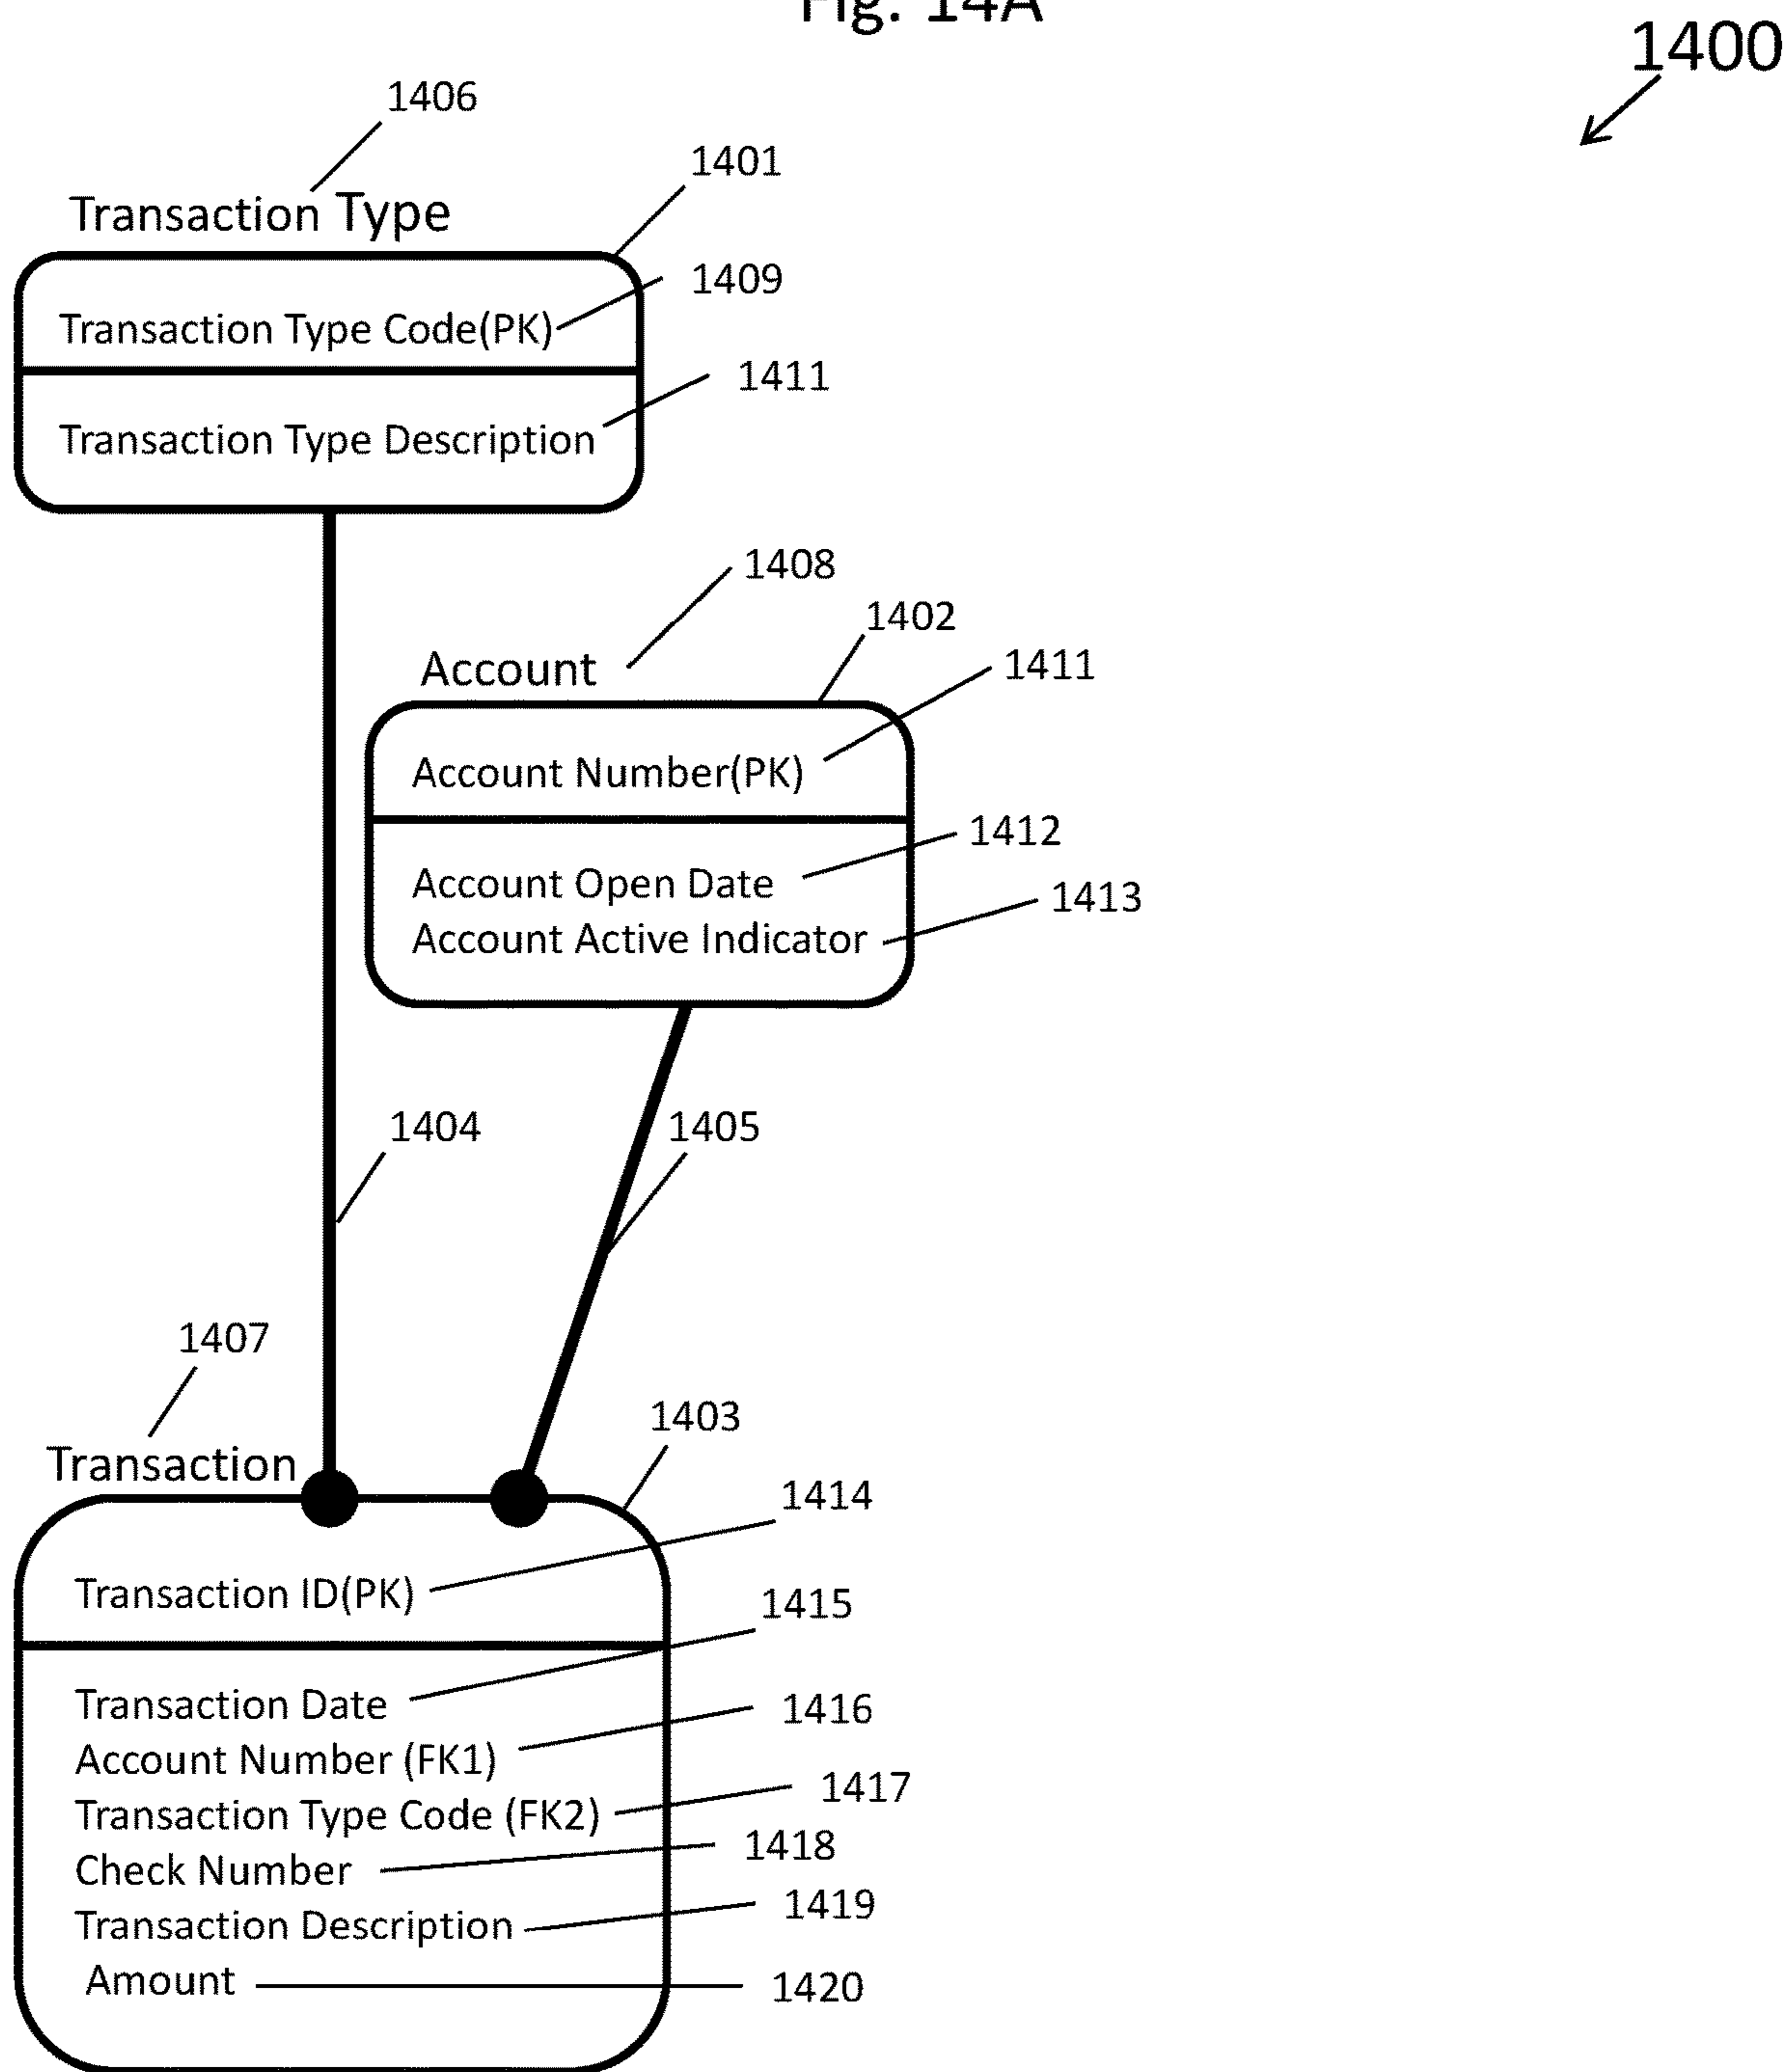 Fig. 14A
1400
1406
1401
Transaction Type
1409
Transaction Type Code(PK)
1411
Transaction Type Description
1408
1402
Account
1411
Account Number(PK)
1412
Account Open Date
1413
Account Active Indicator
1404
1405
1407
1403
Transaction
1414
Transaction ID(PK)
1415
Transaction Date
1416
Account Number (FK1)
1417
Transaction Type Code (FK2)
1418
Check Number
1419
Transaction Description
Amount
1420